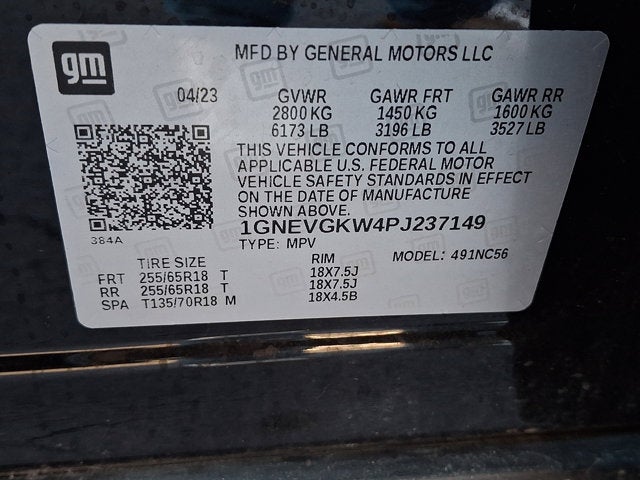 gm
MFD BY GENERAL MOTORS LLC
04/23 GVWR GAWR FRT GAWR RR
2800 KG 1450 KG 1600 KG
6173 LB 3196 LB 3527 LB
THIS VEHICLE CONFORMS TO ALL
APPLICABLE U.S. FEDERAL MOTOR
VEHICLE SAFETY STANDARDS IN EFFECT
ON THE DATE OF MANUFACTURE
SHOWN ABOVE.
384A
1GNEVGKW4PJ237149
TYPE: MPV MODEL: 491NC56
TIRE SIZE RIM
FRT 255/65R18 T 18X7.5J
RR 255/65R18 T 18X7.5J
SPA T135/70R18 M 18X4.5B